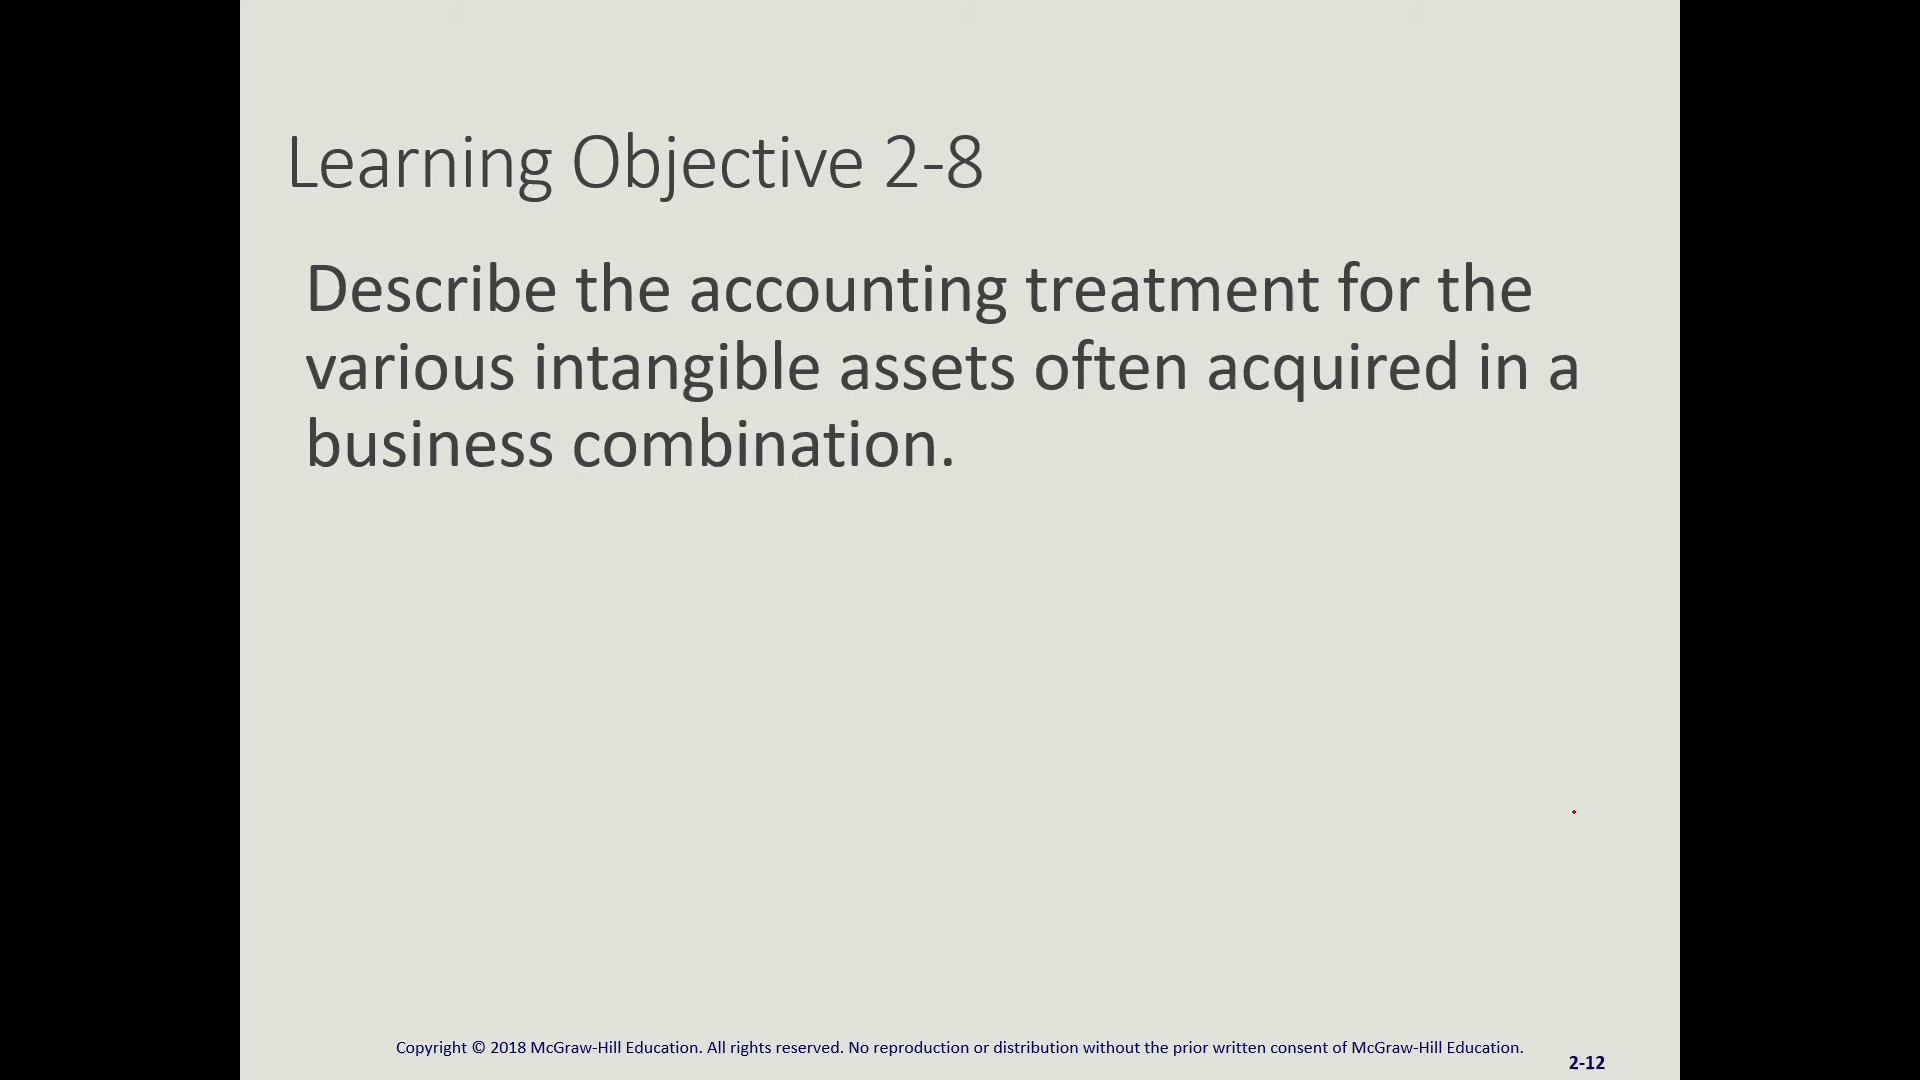 Learning Objective 2-8
Describe the accounting treatment for the
various intangible assets often acquired in a
business combination.
Copyright © 2018 McGraw-Hill Education. All rights reserved. No reproduction or distribution without the prior written consent of McGraw-Hill Education.
2-12